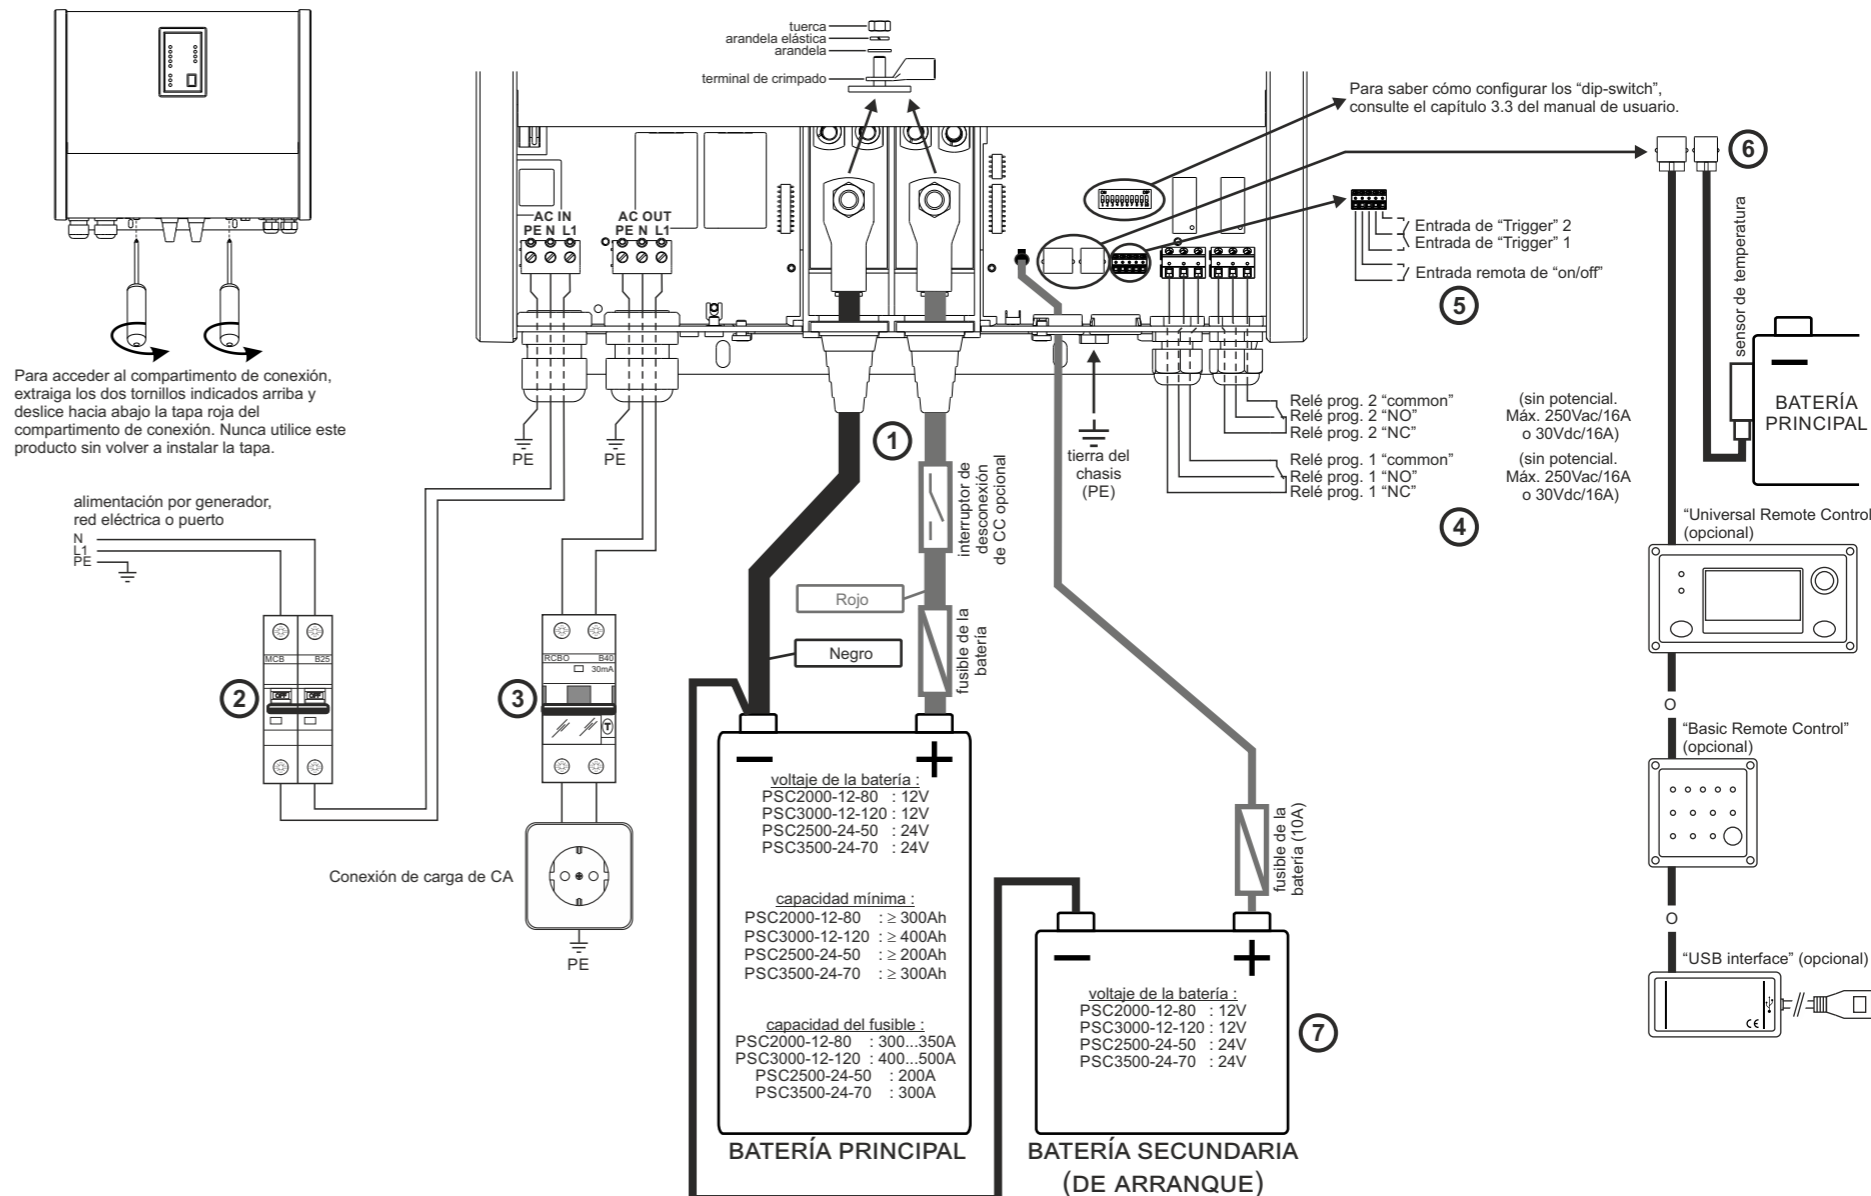 tuerca
arandela elástica
arandela
terminal de crimpado
Para saber cómo configurar los “dip-switch”,
consulte el capítulo 3.3 del manual de usuario.
6
AC IN
PE N L1
AC OUT
PE N L1
Entrada de “Trigger” 2
Entrada de “Trigger” 1
Entrada remota de “on/off”
5
sensor de temperatura
BATERÍA
PRINCIPAL
Para acceder al compartimento de conexión,
extraiga los dos tornillos indicados arriba y
deslice hacia abajo la tapa roja del
compartimento de conexión. Nunca utilice este
producto sin volver a instalar la tapa.
PE
PE
1
tierra del
chasis
(PE)
Relé prog. 2 “common”
Relé prog. 2 “NO”
Relé prog. 2 “NC”
(sin potencial.
Máx. 250Vac/16A
o 30Vdc/16A)
Relé prog. 1 “common”
Relé prog. 1 “NO”
Relé prog. 1 “NC”
(sin potencial.
Máx. 250Vac/16A
o 30Vdc/16A)
4
alimentación por generador,
red eléctrica o puerto
N
L1
PE
interruptor de
desconexión
de CC opcional
Rojo
Negro
fusible de la
batería
“Universal Remote Control
(opcional)
MCB B25
OFF OFF
2
RCBO B40
30mA
T
3
O
“Basic Remote Control”
(opcional)
O
“USB interface” (opcional)
CE
Conexión de carga de CA
PE
voltaje de la batería :
PSC2000-12-80 : 12V
PSC3000-12-120 : 12V
PSC2500-24-50 : 24V
PSC3500-24-70 : 24V
capacidad mínima :
PSC2000-12-80 : ≥ 300Ah
PSC3000-12-120 : ≥ 400Ah
PSC2500-24-50 : ≥ 200Ah
PSC3500-24-70 : ≥ 300Ah
capacidad del fusible :
PSC2000-12-80 : 300...350A
PSC3000-12-120 : 400...500A
PSC2500-24-50 : 200A
PSC3500-24-70 : 300A
BATERÍA PRINCIPAL
fusible de la
batería (10A)
voltaje de la batería :
PSC2000-12-80 : 12V
PSC3000-12-120 : 12V
PSC2500-24-50 : 24V
PSC3500-24-70 : 24V
7
BATERÍA SECUNDARIA
(DE ARRANQUE)